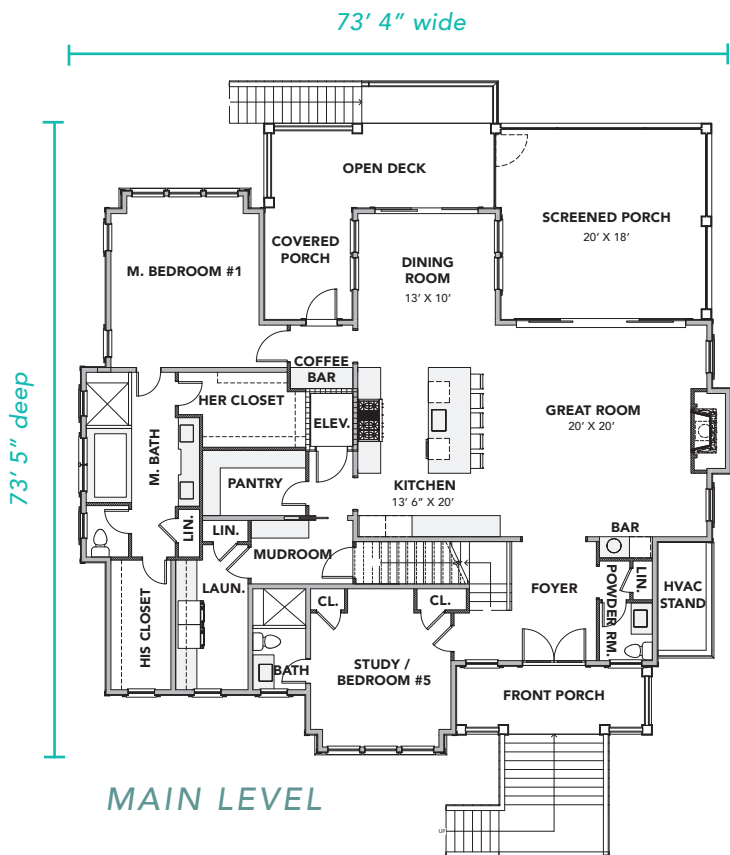 73' 4" wide
73' 5" deep
OPEN DECK
SCREENED PORCH
20' X 18'
COVERED
PORCH
DINING
ROOM
13' X 10'
M. BEDROOM #1
COFFEE
BAR
HER CLOSET
ELEV.
GREAT ROOM
20' X 20'
M. BATH
PANTRY
KITCHEN
13' 6" X 20'
LIN.
LIN.
MUDROOM
BAR
HIS CLOSET
LAUN.
CL.
CL.
FOYER
POWDER RM.
LIN.
HVAC
STAND
BATH
STUDY /
BEDROOM #5
FRONT PORCH
MAIN LEVEL
UP